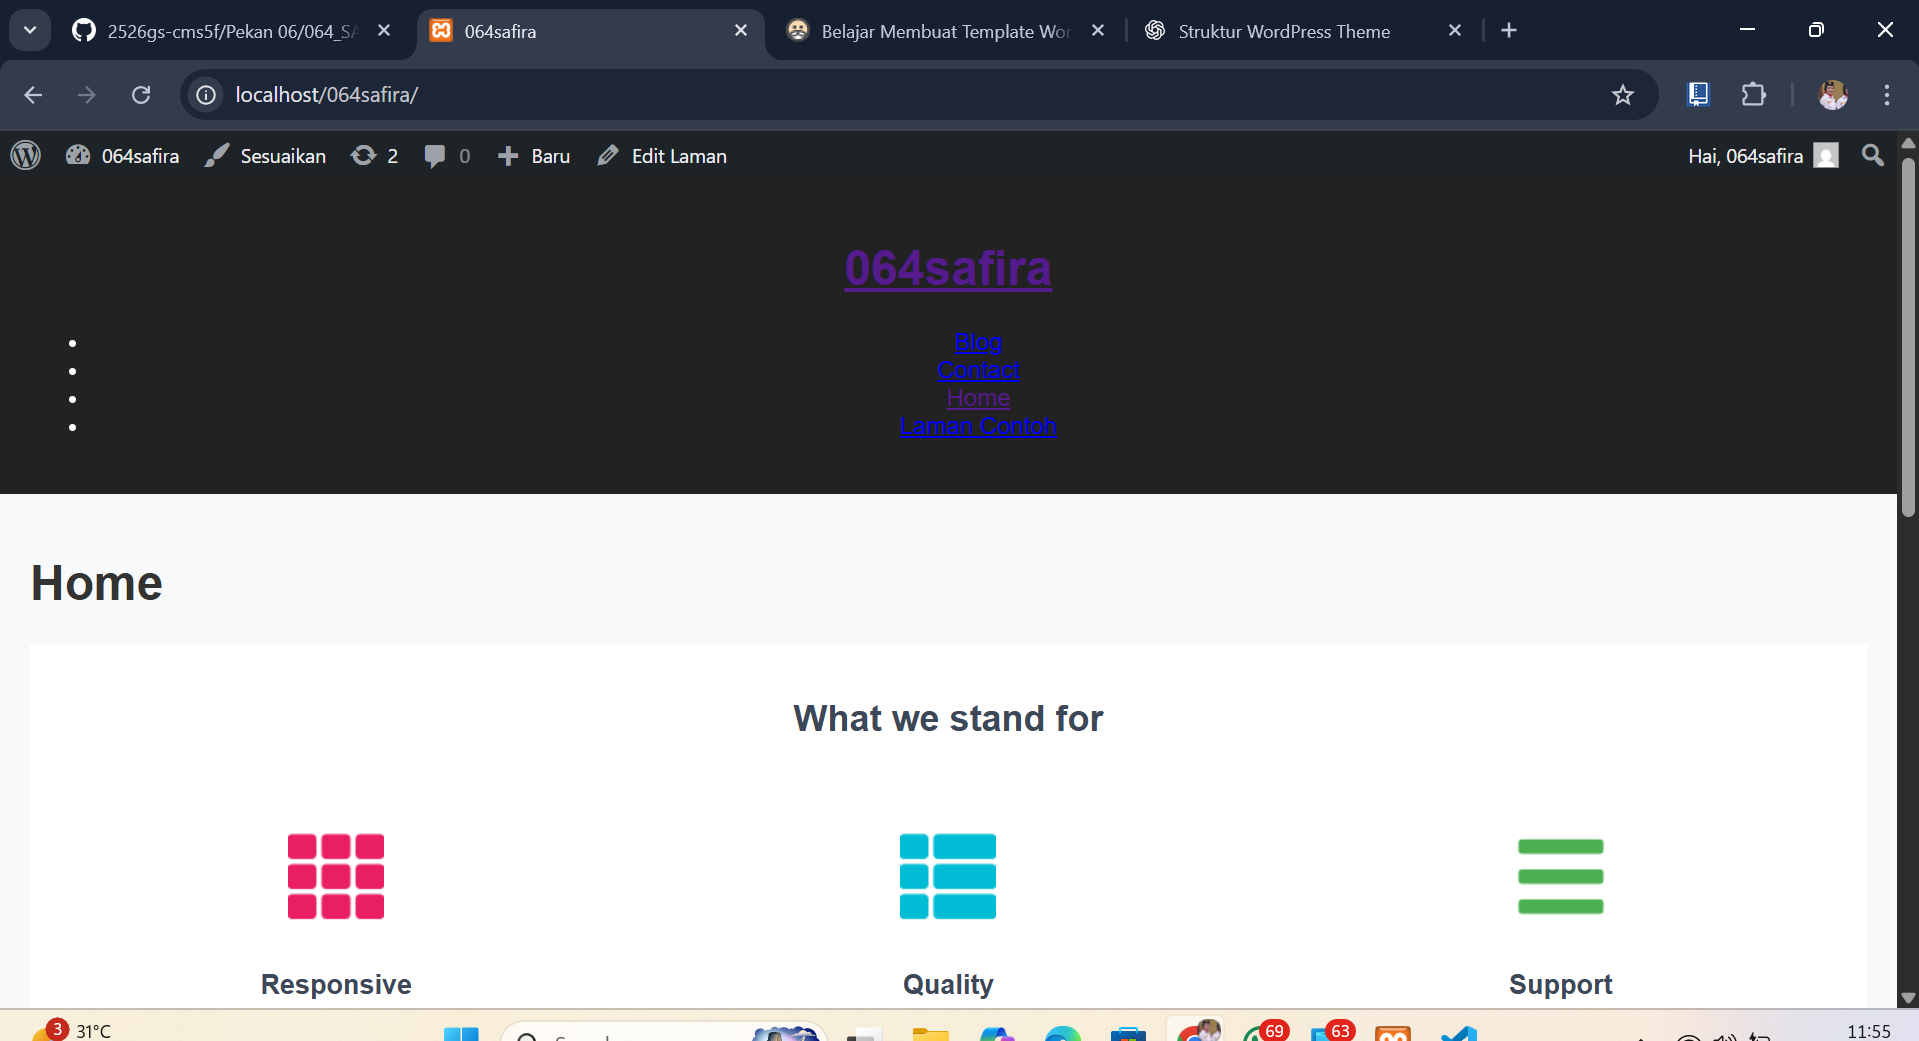 2526gs-cms5f/Pekan 06/064_SA
064safira
Belajar Membuat Template Wor
Struktur WordPress Theme
localhost/064safira/
064safira
Sesuaikan
2
0
Baru
Edit Laman
Hai, 064safira
064safira
Blog
Contact
Home
Laman Contoh
Home
What we stand for
Responsive
Quality
Support
3
31°C
69
63
11:55